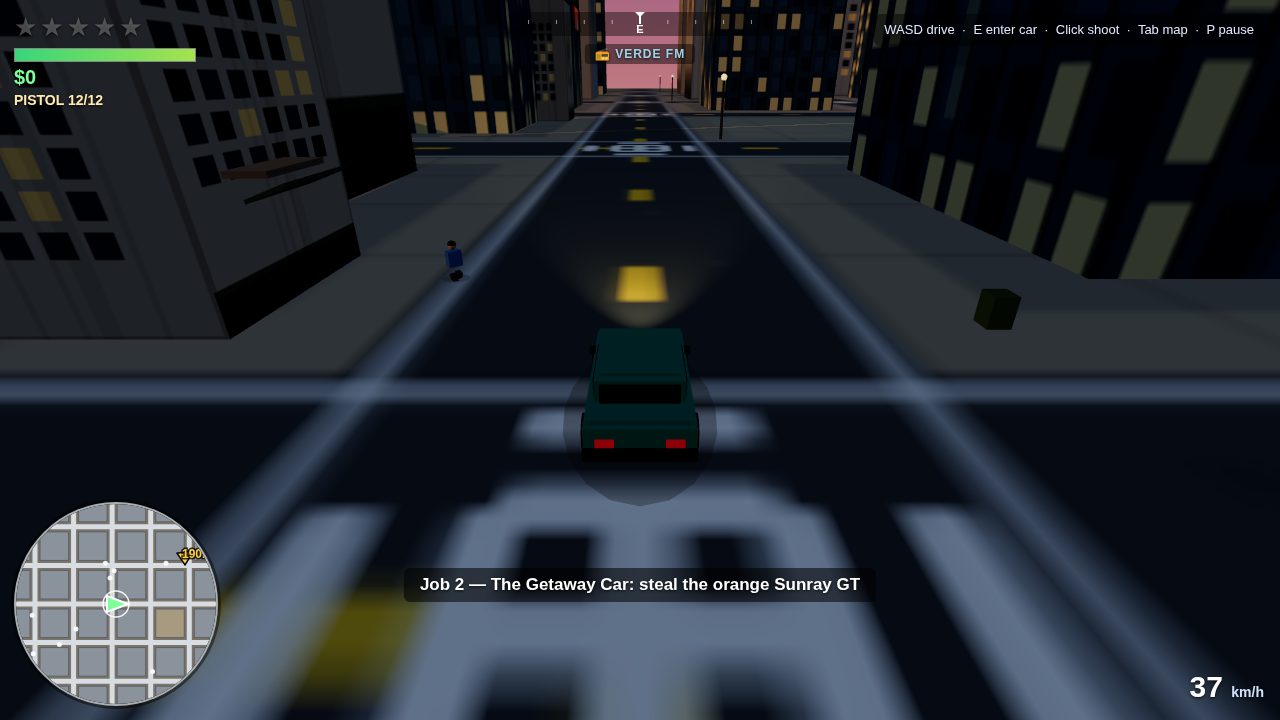 WASD drive · E enter car · Click shoot · Tab map · P pause
E
📻 VERDE FM
$0
PISTOL 12/12
190
Job 2 — The Getaway Car: steal the orange Sunray GT
37 km/h